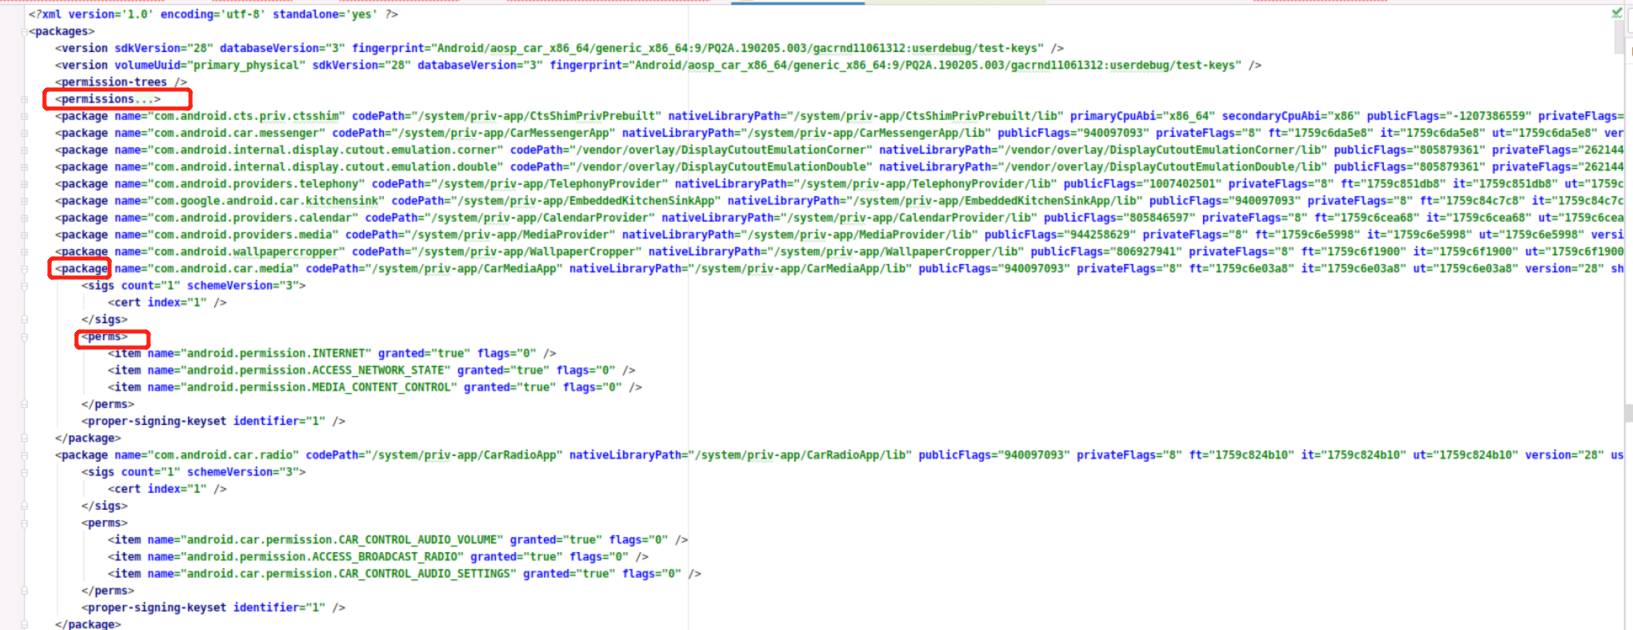 <?xml version='1.0' encoding='utf-8' standalone='yes' ?>
<packages>
<version sdkVersion="28" databaseVersion="3" fingerprint="Android/aosp_car_x86_64/generic_x86_64:9/PQ2A.190205.003/gacrnd11061312:userdebug/test-keys" />
<version volumeUuid="primary_physical" sdkVersion="28" databaseVersion="3" fingerprint="Android/aosp_car_x86_64/generic_x86_64:9/PQ2A.190205.003/gacrnd11061312:userdebug/test-keys" />
<permission-trees />
<permissions...>
<package name="com.android.cts.priv.ctsshim" codePath="/system/priv-app/CtsShimPrivPrebuilt" nativeLibraryPath="/system/priv-app/CtsShimPrivPrebuilt/lib" primaryCpuAbi="x86_64" secondaryCpuAbi="x86" publicFlags="-1207386559" privateFlags=
<package name="com.android.car.messenger" codePath="/system/priv-app/CarMessengerApp" nativeLibraryPath="/system/priv-app/CarMessengerApp/lib" publicFlags="940097093" privateFlags="8" ft="1759c6da5e8" it="1759c6da5e8" ut="1759c6da5e8" ver
<package name="com.android.internal.display.cutout.emulation.corner" codePath="/vendor/overlay/DisplayCutoutEmulationCorner" nativeLibraryPath="/vendor/overlay/DisplayCutoutEmulationCorner/lib" publicFlags="805879361" privateFlags="262144
<package name="com.android.internal.display.cutout.emulation.double" codePath="/vendor/overlay/DisplayCutoutEmulationDouble" nativeLibraryPath="/vendor/overlay/DisplayCutoutEmulationDouble/lib" publicFlags="805879361" privateFlags="262144
<package name="com.android.providers.telephony" codePath="/system/priv-app/TelephonyProvider" nativeLibraryPath="/system/priv-app/TelephonyProvider/lib" publicFlags="1007402501" privateFlags="8" ft="1759c851db8" it="1759c851db8" ut="1759c
<package name="com.google.android.car.kitchensink" codePath="/system/priv-app/EmbeddedKitchenSinkApp" nativeLibraryPath="/system/priv-app/EmbeddedKitchenSinkApp/lib" publicFlags="940097093" privateFlags="8" ft="1759c84c7c8" it="1759c84c7c
<package name="com.android.providers.calendar" codePath="/system/priv-app/CalendarProvider" nativeLibraryPath="/system/priv-app/CalendarProvider/lib" publicFlags="805846597" privateFlags="8" ft="1759c6cea68" it="1759c6cea68" ut="1759c6cea
<package name="com.android.providers.media" codePath="/system/priv-app/MediaProvider" nativeLibraryPath="/system/priv-app/MediaProvider/lib" publicFlags="944258629" privateFlags="8" ft="1759c6e5998" it="1759c6e5998" ut="1759c6e5998" versi
<package name="com.android.wallpapercropper" codePath="/system/priv-app/WallpaperCropper" nativeLibraryPath="/system/priv-app/WallpaperCropper/lib" publicFlags="806927941" privateFlags="8" ft="1759c6f1900" it="1759c6f1900" ut="1759c6f1900
<package name="com.android.car.media" codePath="/system/priv-app/CarMediaApp" nativeLibraryPath="/system/priv-app/CarMediaApp/lib" publicFlags="940097093" privateFlags="8" ft="1759c6e03a8" it="1759c6e03a8" ut="1759c6e03a8" version="28" sh
<sigs count="1" schemeVersion="3">
<cert index="1" />
</sigs>
<perms>
<item name="android.permission.INTERNET" granted="true" flags="0" />
<item name="android.permission.ACCESS_NETWORK_STATE" granted="true" flags="0" />
<item name="android.permission.MEDIA_CONTENT_CONTROL" granted="true" flags="0" />
</perms>
<proper-signing-keyset identifier="1" />
</package>
<package name="com.android.car.radio" codePath="/system/priv-app/CarRadioApp" nativeLibraryPath="/system/priv-app/CarRadioApp/lib" publicFlags="940097093" privateFlags="8" ft="1759c824b10" it="1759c824b10" ut="1759c824b10" version="28" us
<sigs count="1" schemeVersion="3">
<cert index="1" />
</sigs>
<perms>
<item name="android.car.permission.CAR_CONTROL_AUDIO_VOLUME" granted="true" flags="0" />
<item name="android.permission.ACCESS_BROADCAST_RADIO" granted="true" flags="0" />
<item name="android.car.permission.CAR_CONTROL_AUDIO_SETTINGS" granted="true" flags="0" />
</perms>
<proper-signing-keyset identifier="1" />
</package>